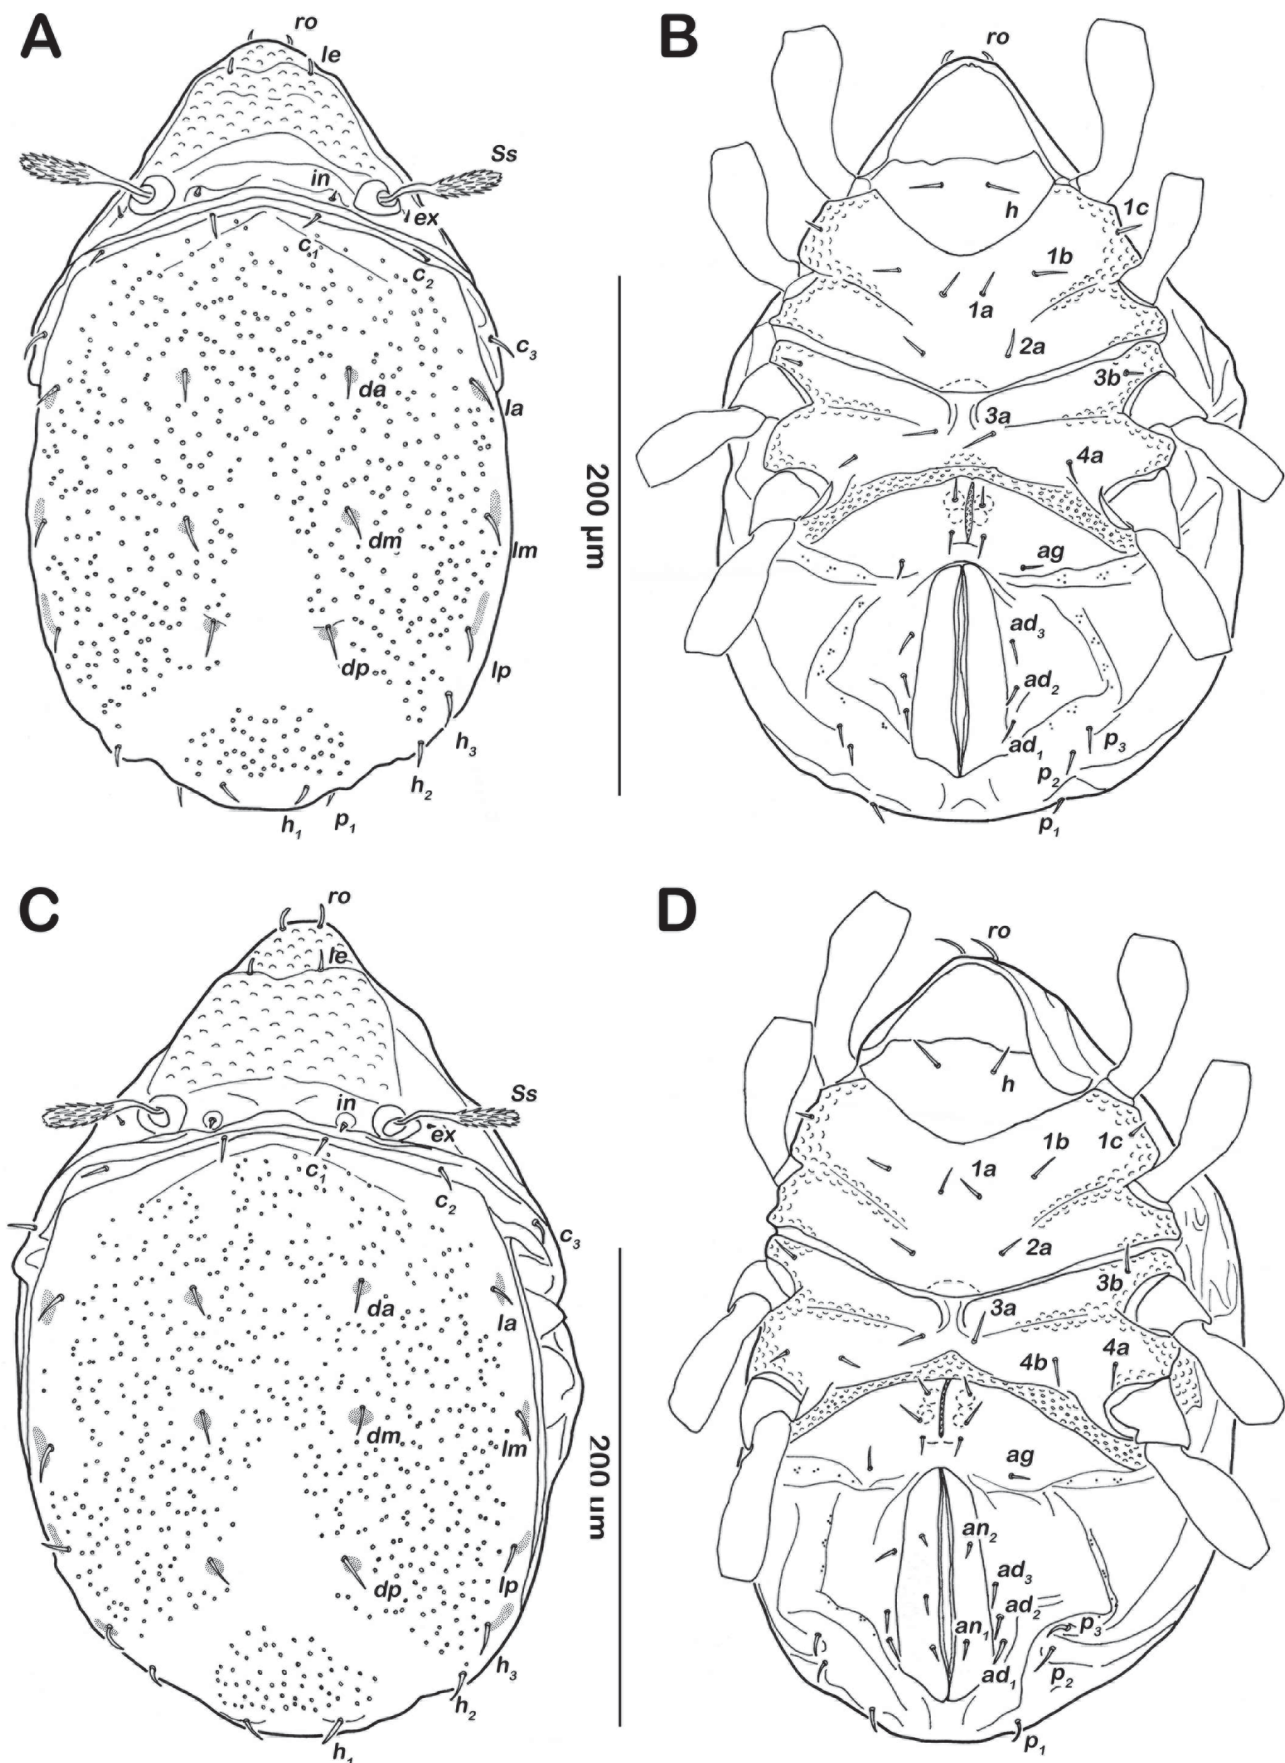 A
ro
le
Ss
in
ex
c1
c2
c3
da
la
dm
lm
dp
lp
h3
h2
h1
p1
200 µm
B
ro
h
1c
1b
1a
2a
3b
3a
4a
ag
ad3
ad2
ad1
p3
p2
p1
C
ro
le
Ss
in
ex
c1
c2
c3
da
la
dm
lm
dp
lp
h3
h2
h1
200 um
D
ro
h
1b
1c
1a
2a
3b
3a
4b
4a
ag
an2
ad3
ad2
an1
ad1
p3
p2
p1